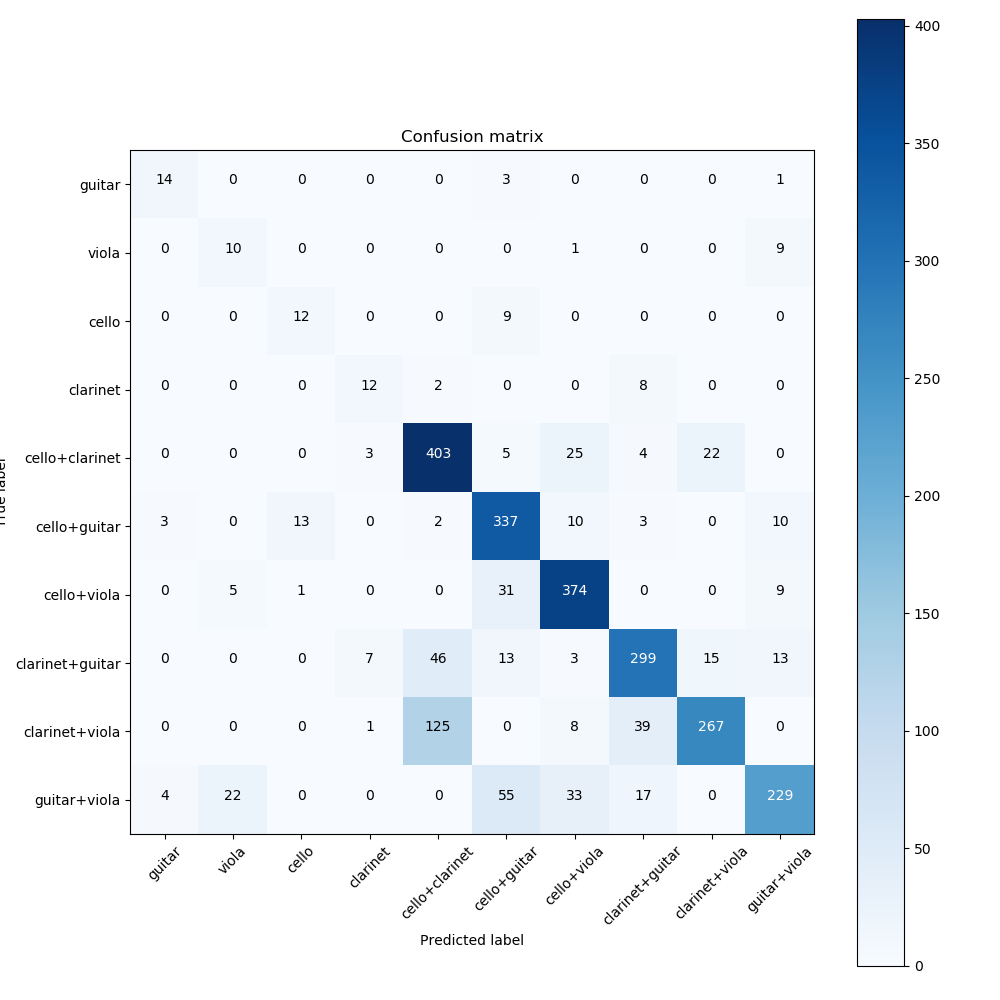 Confusion matrix
guitar 14 0 0 0 0 3 0 0 0 1
viola 0 10 0 0 0 0 1 0 0 9
cello 0 0 12 0 0 9 0 0 0 0
clarinet 0 0 0 12 2 0 0 8 0 0
cello+clarinet 0 0 0 3 403 5 25 4 22 0
cello+guitar 3 0 13 0 2 337 10 3 0 10
cello+viola 0 5 1 0 0 31 374 0 0 9
clarinet+guitar 0 0 0 7 46 13 3 299 15 13
clarinet+viola 0 0 0 1 125 0 8 39 267 0
guitar+viola 4 22 0 0 0 55 33 17 0 229
guitar viola cello clarinet cello+clarinet cello+guitar cello+viola clarinet+guitar clarinet+viola guitar+viola
Predicted label
True label
400
350
300
250
200
150
100
50
0